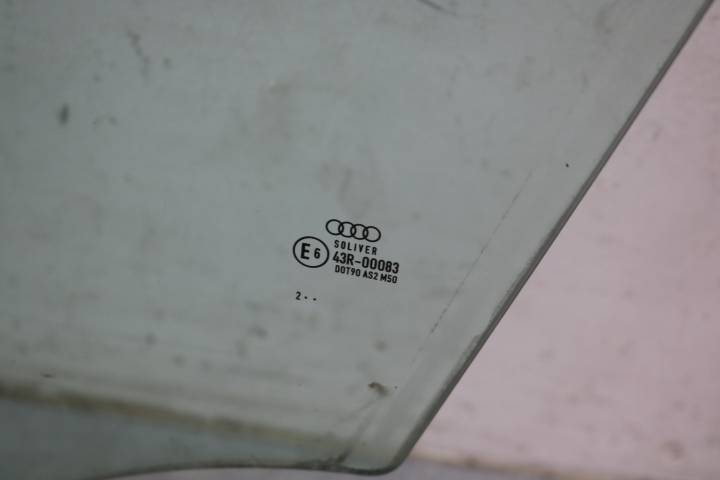 SOLIVER
E6 43R-00083
DOT90 AS2 M50
2··